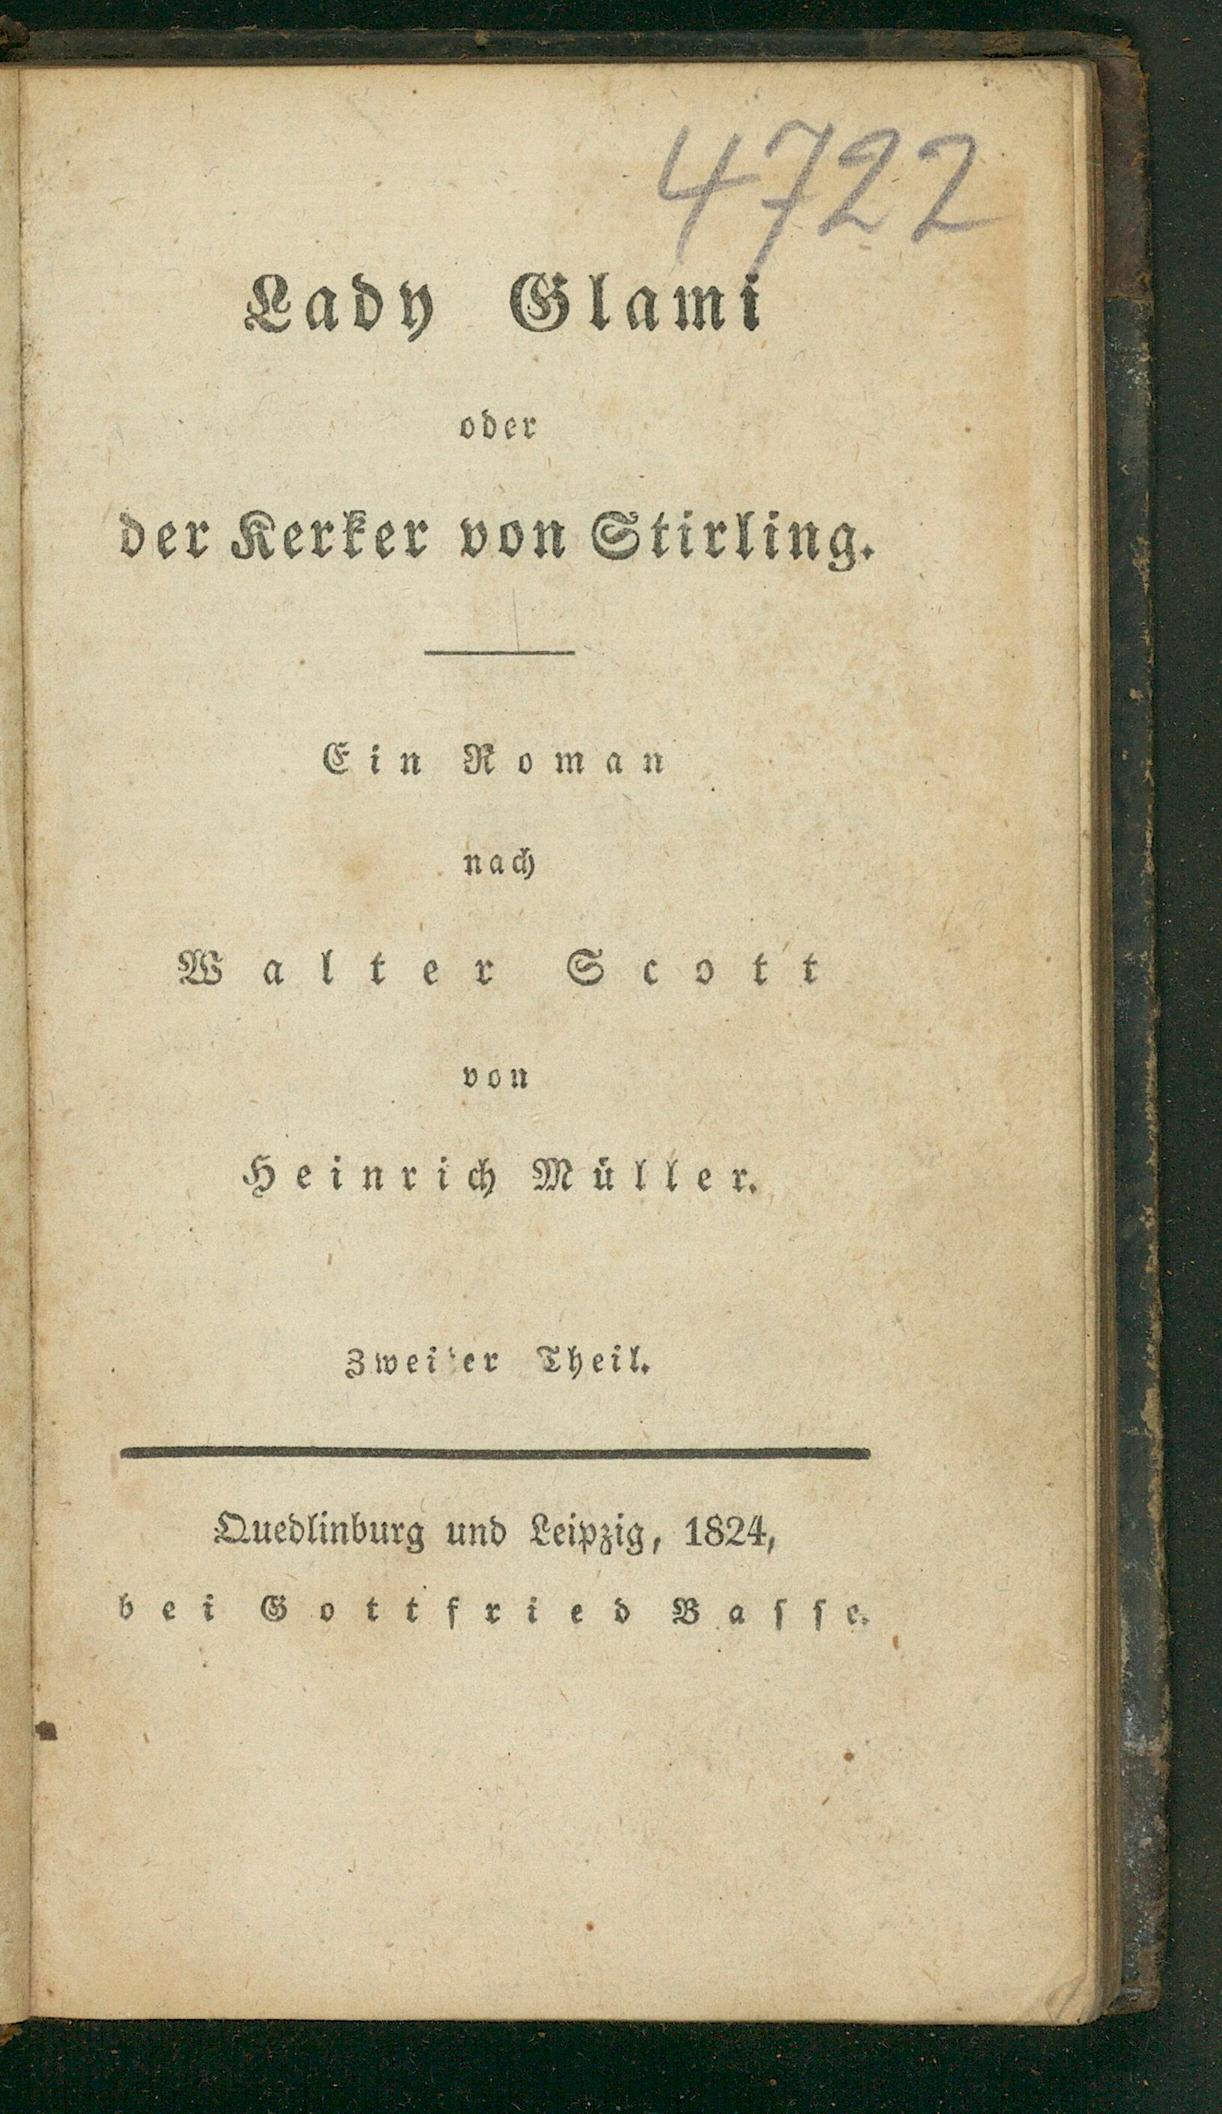 4722
Lady Glami
oder
der Kerker von Stirling.
Ein Roman
nach
Walter Scott
von
Heinrich Müller.
Zweiter Theil.
Quedlinburg und Leipzig, 1824,
bei Gottfried Basse.